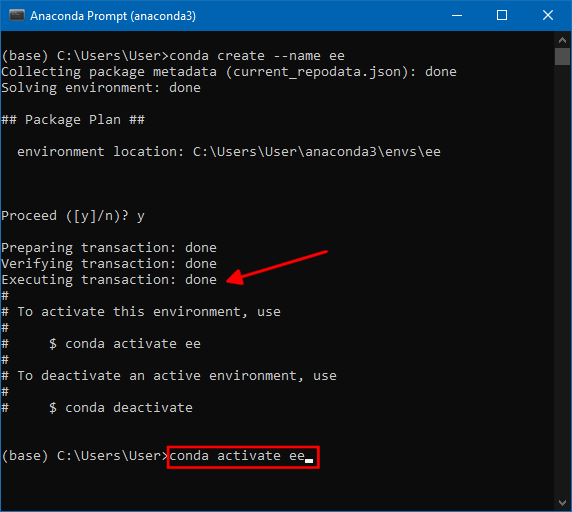 Anaconda Prompt (anaconda3)
(base) C:\Users\User>conda create --name ee
Collecting package metadata (current_repodata.json): done
Solving environment: done
## Package Plan ##
environment location: C:\Users\User\anaconda3\envs\ee
Proceed ([y]/n)? y
Preparing transaction: done
Verifying transaction: done
Executing transaction: done
#
# To activate this environment, use
#
#     $ conda activate ee
#
# To deactivate an active environment, use
#
#     $ conda deactivate
(base) C:\Users\User>conda activate ee